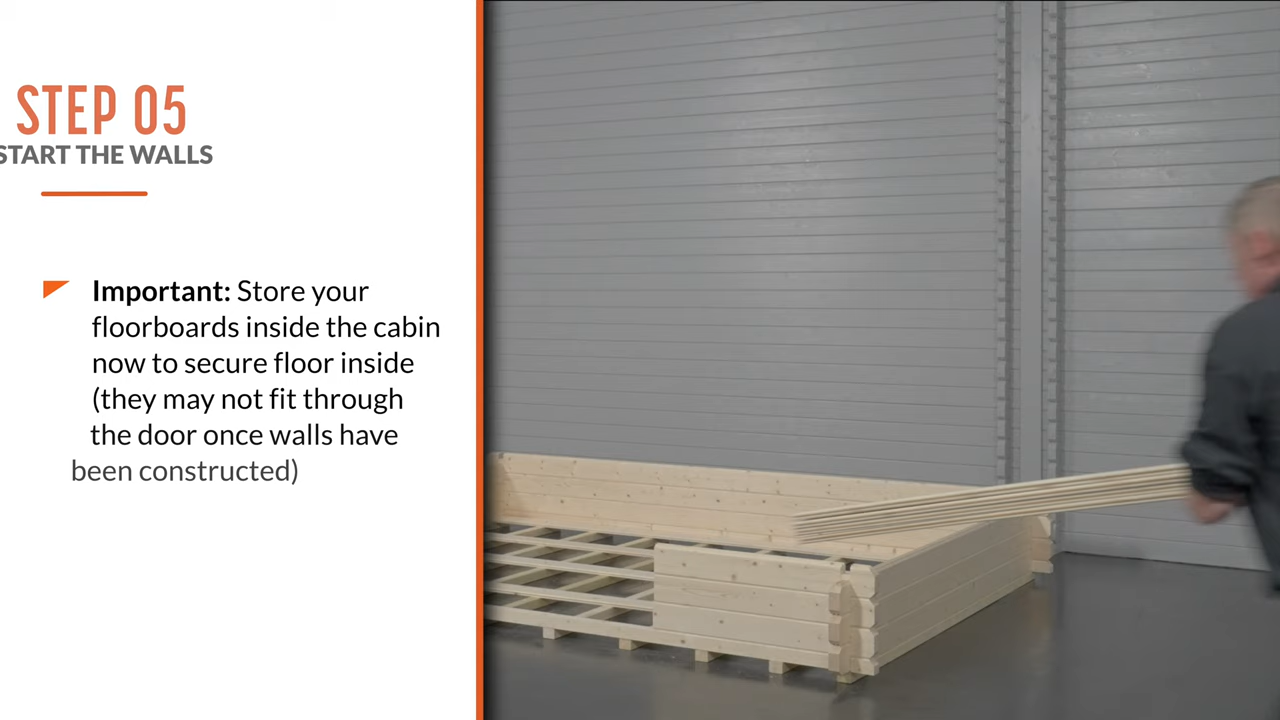 STEP 05
START THE WALLS
Important: Store your
floorboards inside the cabin
now to secure floor inside
(they may not fit through
the door once walls have
been constructed)